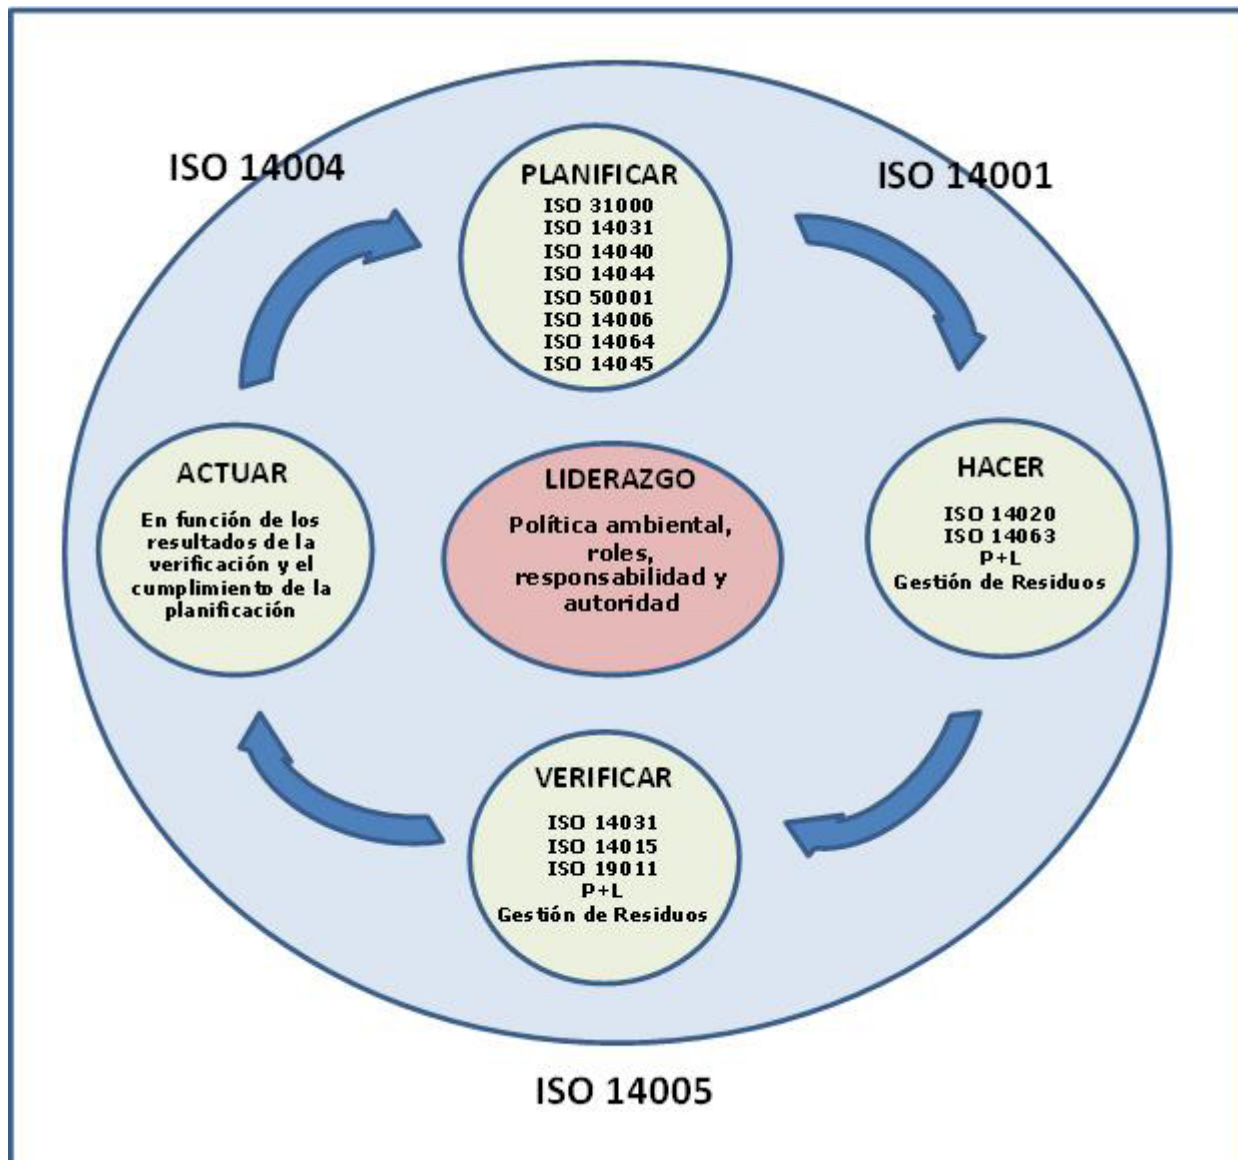 ISO 14004
ISO 14001
PLANIFICAR
ISO 31000
ISO 14031
ISO 14040
ISO 14044
ISO 50001
ISO 14006
ISO 14064
ISO 14045
ACTUAR
En función de los
resultados de la
verificación y el
cumplimiento de la
planificación
LIDERAZGO
Política ambiental,
roles,
responsabilidad y
autoridad
HACER
ISO 14020
ISO 14063
P+L
Gestión de Residuos
VERIFICAR
ISO 14031
ISO 14015
ISO 19011
P+L
Gestión de Residuos
ISO 14005